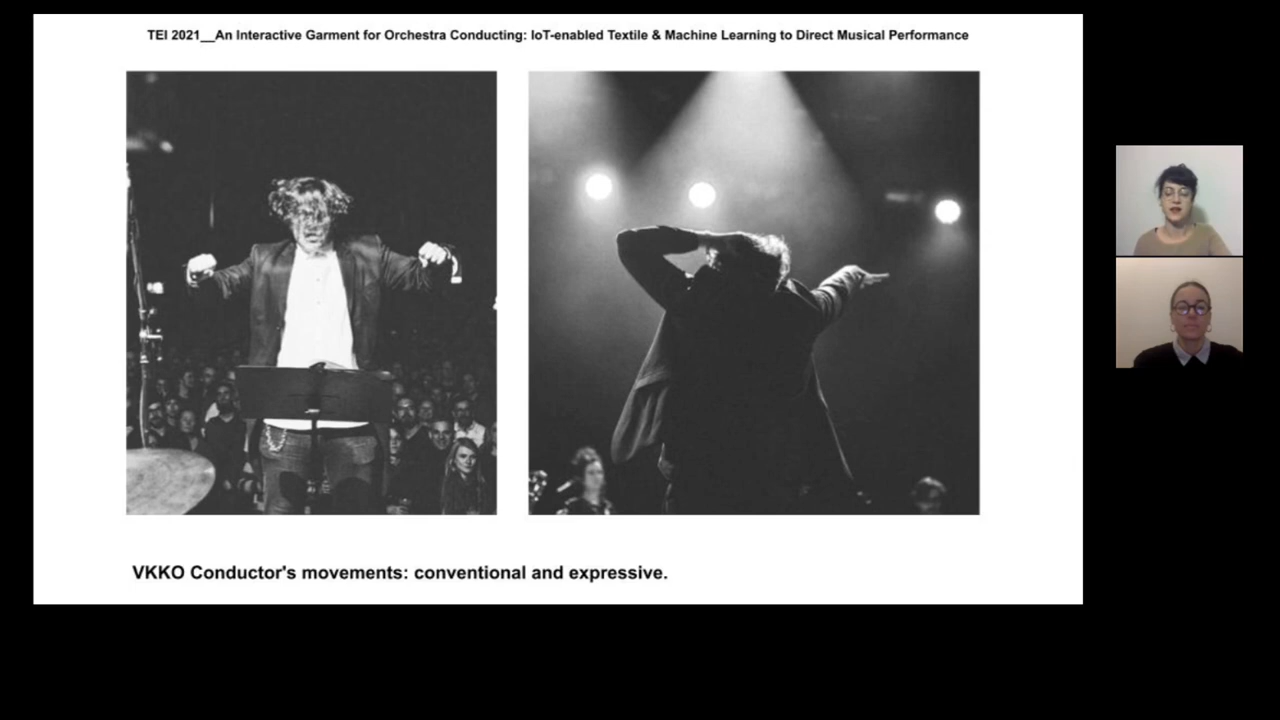 TEI 2021__An Interactive Garment for Orchestra Conducting: IoT-enabled Textile & Machine Learning to Direct Musical Performance
VKKO Conductor's movements: conventional and expressive.